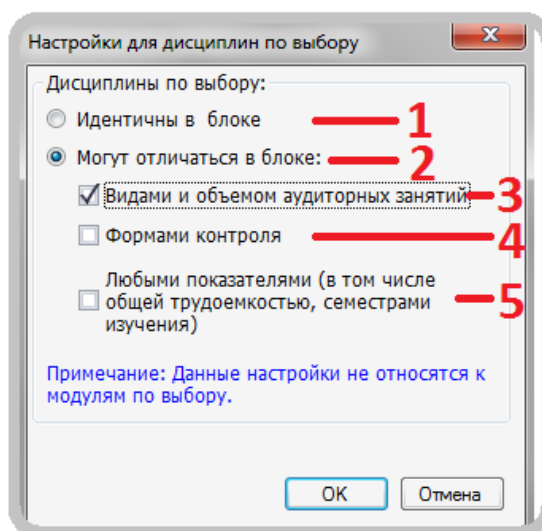 Настройки для дисциплин по выбору
Дисциплины по выбору:
Идентичны в блоке 1
Могут отличаться в блоке: 2
Видами и объемом аудиторных занятий 3
Формами контроля 4
Любыми показателями (в том числе
общей трудоемкостью, семестрами 5
изучения)
Примечание: Данные настройки не относятся к
модулям по выбору.
ОК Отмена